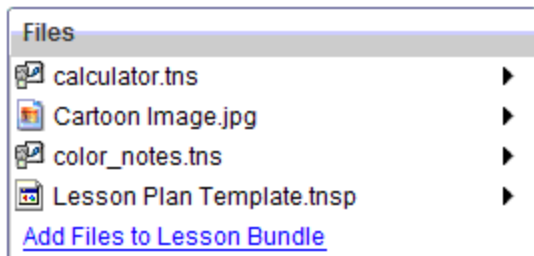 Files
calculator.tns
Cartoon Image.jpg
color_notes.tns
Lesson Plan Template.tnsp
Add Files to Lesson Bundle